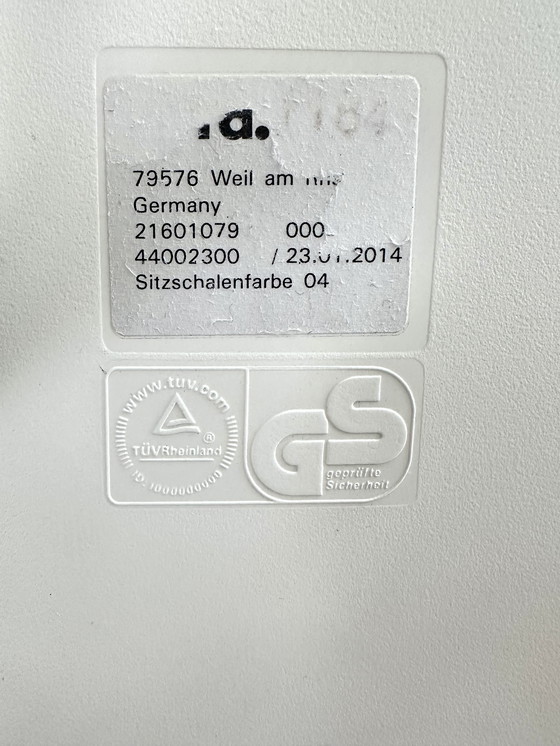 a.
79576 Weil am
Germany
21601079 000
44002300 / 23.01.2014
Sitzschalenfarbe 04
www.tuv.com
TÜVRheinland
®
GS
geprüfte
Sicherheit